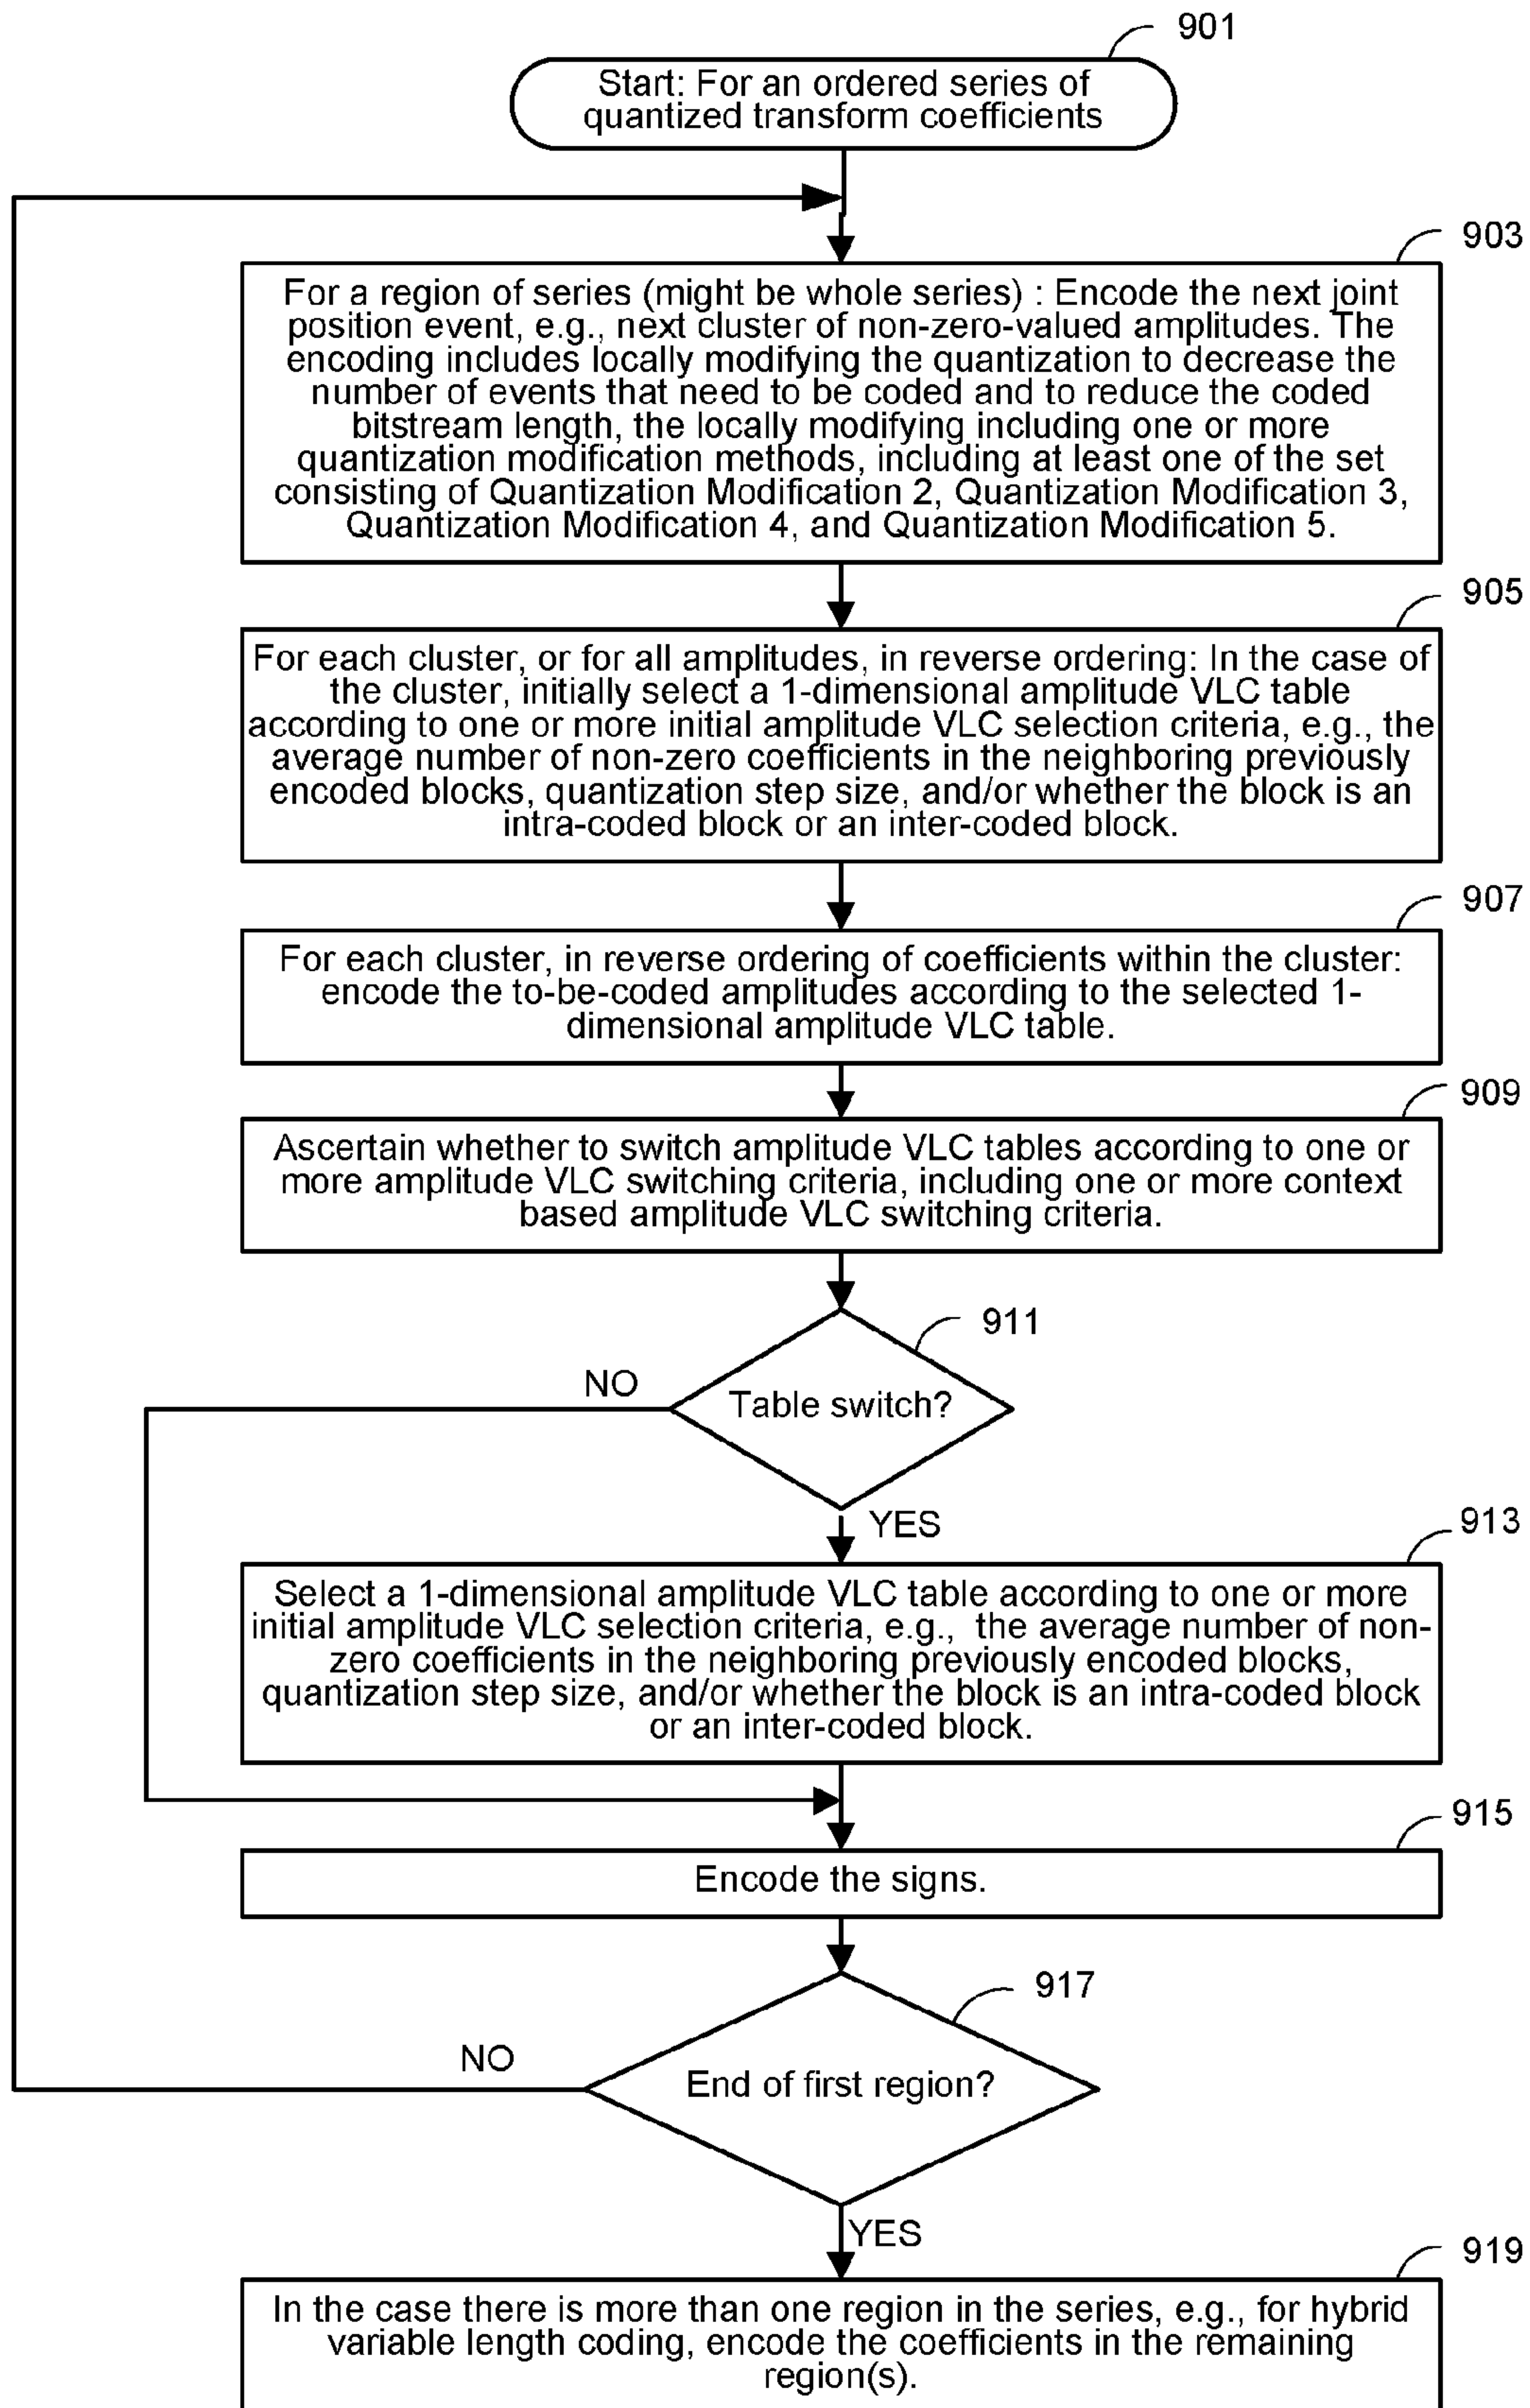 901
Start: For an ordered series of
quantized transform coefficients
903
For a region of series (might be whole series) : Encode the next joint
position event, e.g., next cluster of non-zero-valued amplitudes. The
encoding includes locally modifying the quantization to decrease the
number of events that need to be coded and to reduce the coded
bitstream length, the locally modifying including one or more
quantization modification methods, including at least one of the set
consisting of Quantization Modification 2, Quantization Modification 3,
Quantization Modification 4, and Quantization Modification 5.
905
For each cluster, or for all amplitudes, in reverse ordering: In the case of
the cluster, initially select a 1-dimensional amplitude VLC table
according to one or more initial amplitude VLC selection criteria, e.g., the
average number of non-zero coefficients in the neighboring previously
encoded blocks, quantization step size, and/or whether the block is an
intra-coded block or an inter-coded block.
907
For each cluster, in reverse ordering of coefficients within the cluster:
encode the to-be-coded amplitudes according to the selected 1-
dimensional amplitude VLC table.
909
Ascertain whether to switch amplitude VLC tables according to one or
more amplitude VLC switching criteria, including one or more context
based amplitude VLC switching criteria.
911
NO
Table switch?
YES
913
Select a 1-dimensional amplitude VLC table according to one or more
initial amplitude VLC selection criteria, e.g., the average number of non-
zero coefficients in the neighboring previously encoded blocks,
quantization step size, and/or whether the block is an intra-coded block
or an inter-coded block.
915
Encode the signs.
917
NO
End of first region?
YES
919
In the case there is more than one region in the series, e.g., for hybrid
variable length coding, encode the coefficients in the remaining
region(s).